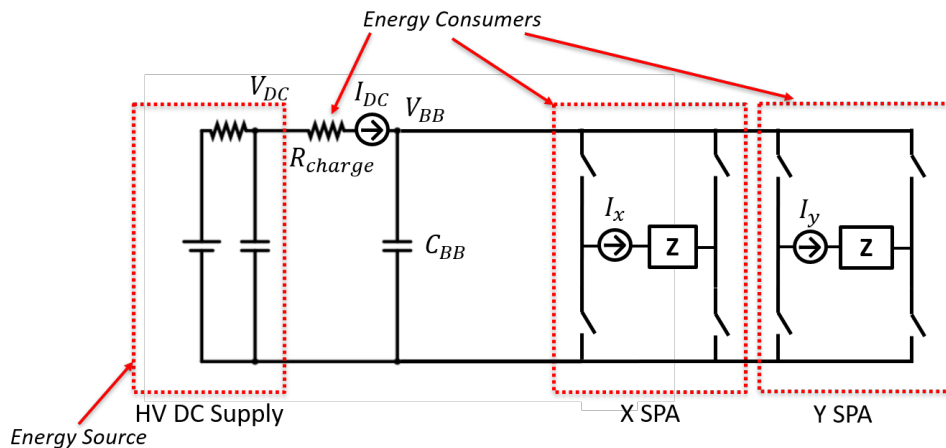 Energy Consumers
V_DC
I_DC
V_BB
R_charge
I_x
Z
I_y
Z
C_BB
HV DC Supply
X SPA
Y SPA
Energy Source